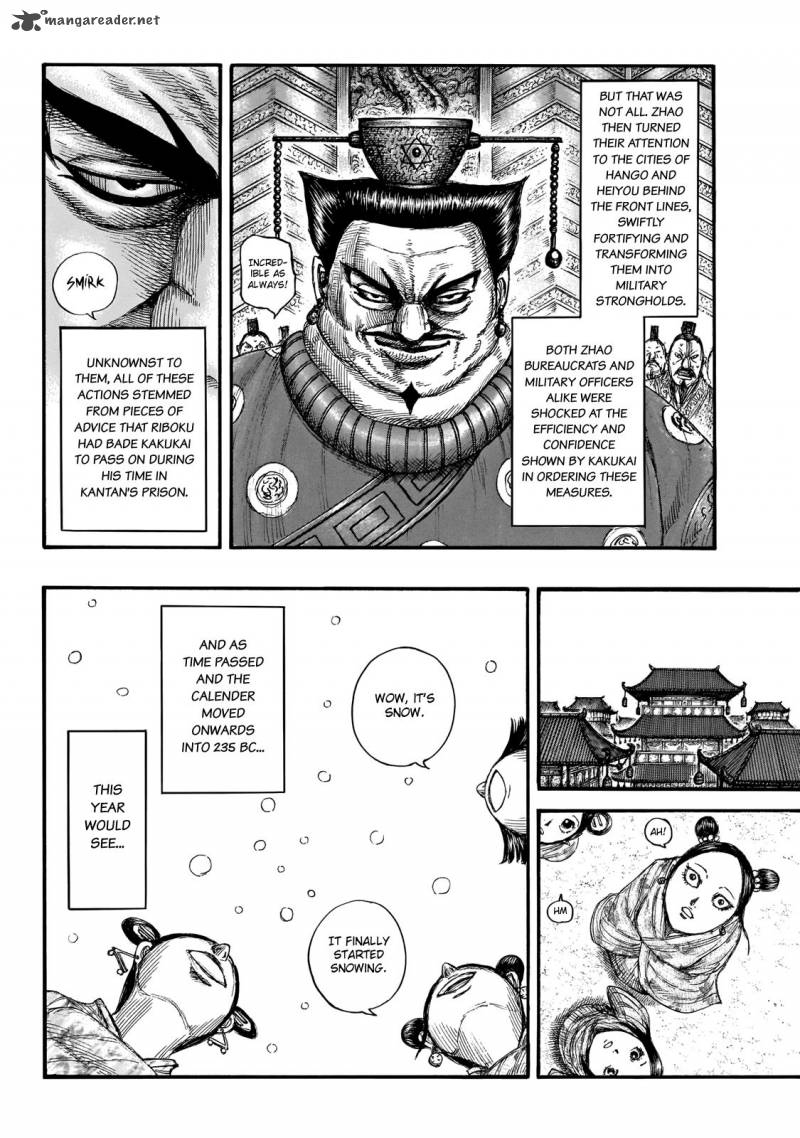 mangareader.net
BUT THAT WAS
NOT ALL. ZHAO
THEN TURNED
THEIR ATTENTION
TO THE CITIES OF
HANGO AND
HEIYOU BEHIND
THE FRONT LINES,
SWIFTLY
FORTIFYING AND
TRANSFORMING
THEM INTO
MILITARY
STRONGHOLDS.
BOTH ZHAO
BUREAUCRATS AND
MILITARY OFFICERS
ALIKE WERE
SHOCKED AT THE
EFFICIENCY AND
CONFIDENCE
SHOWN BY KAKUKAI
IN ORDERING THESE
MEASURES.
INCRED-
IBLE AS
ALWAYS!
SMIRK
UNKNOWNST TO
THEM, ALL OF THESE
ACTIONS STEMMED
FROM PIECES OF
ADVICE THAT RIBOKU
HAD BADE KAKUKAI
TO PASS ON DURING
HIS TIME IN
KANTAN'S PRISON.
AH!
HM
WOW, IT'S
SNOW.
IT FINALLY
STARTED
SNOWING.
AND AS
TIME PASSED
AND THE
CALENDER
MOVED
ONWARDS
INTO 235 BC...
THIS
YEAR
WOULD
SEE...